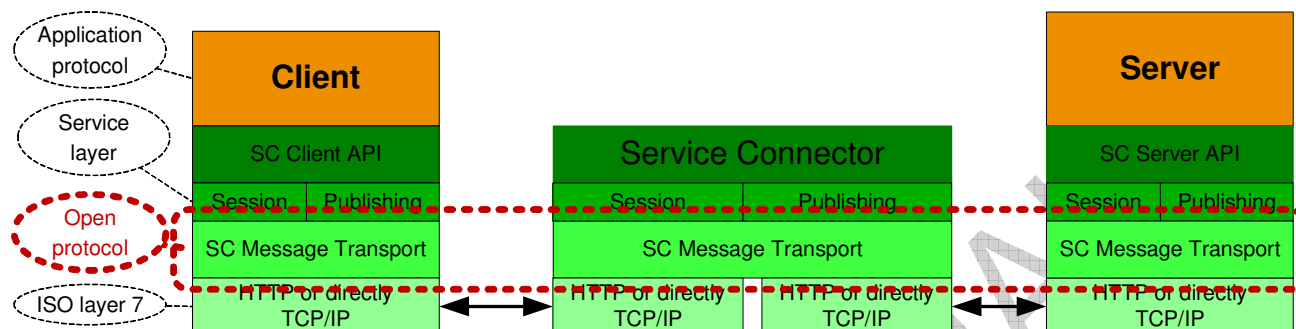 Application
protocol
Client
Server
Service
layer
SC Client API
Service Connector
SC Server API
Session
Publishing
Session
Publishing
Session
Publishing
Open
protocol
SC Message Transport
SC Message Transport
SC Message Transport
ISO layer 7
HTTP or directly
TCP/IP
HTTP or directly
TCP/IP
HTTP or directly
TCP/IP
HTTP or directly
TCP/IP